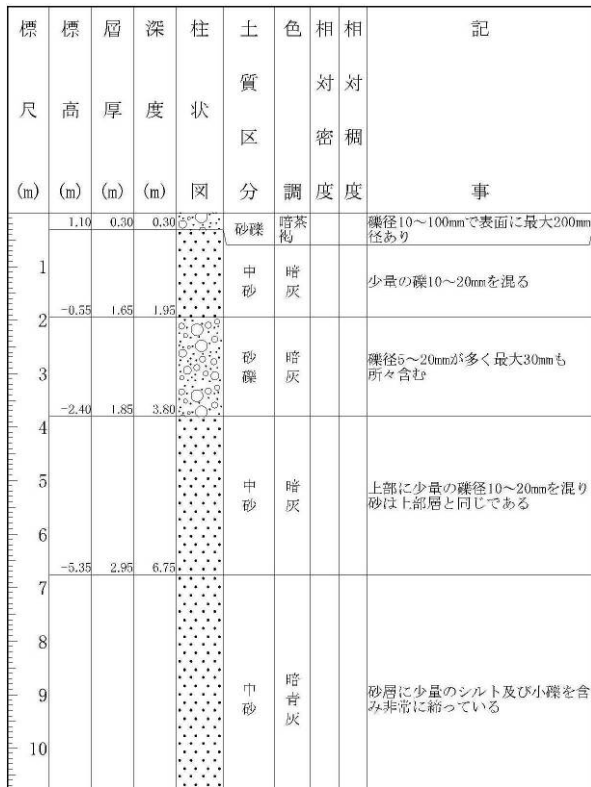 標尺(m) 標高(m) 層厚(m) 深度(m) 柱状図 土質区分 色調 相対密度 相対稠度 記事
1.10 0.30 0.30 砂礫 暗茶褐 礫径10～100mmで表面に最大200mm
径あり
1
中砂 暗灰 少量の礫10～20mmを混る
-0.55 1.65 1.95
2
砂礫 暗灰 礫径5～20mmが多く最大30mmも
3
所々含む
-2.40 1.85 3.80
4
5
中砂 暗灰 上部に少量の礫径10～20mmを混り
砂は上部層と同じである
6
-5.35 2.95 6.75
7
8
中砂 暗青灰 砂層に少量のシルト及び小礫を含
9
み非常に締っている
10